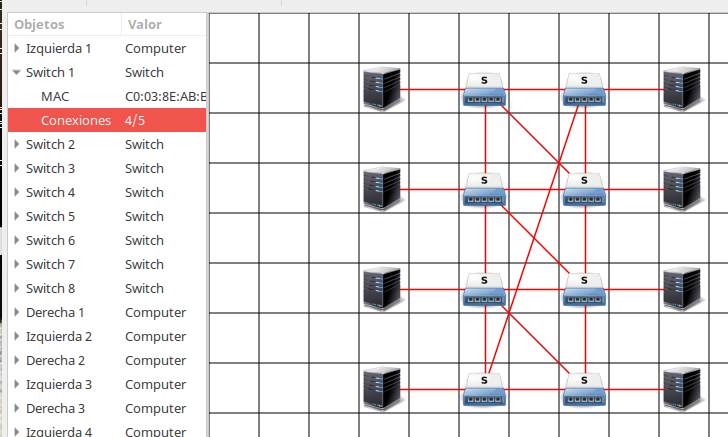 Objetos Valor
Izquierda 1 Computer
Switch 1 Switch
MAC C0:03:8E:AB:E
Conexiones 4/5
Switch 2 Switch
Switch 3 Switch
Switch 4 Switch
Switch 5 Switch
Switch 6 Switch
Switch 7 Switch
Switch 8 Switch
Derecha 1 Computer
Izquierda 2 Computer
Derecha 2 Computer
Izquierda 3 Computer
Derecha 3 Computer
Izquierda 4 Computer
S S
S S
S S
S S